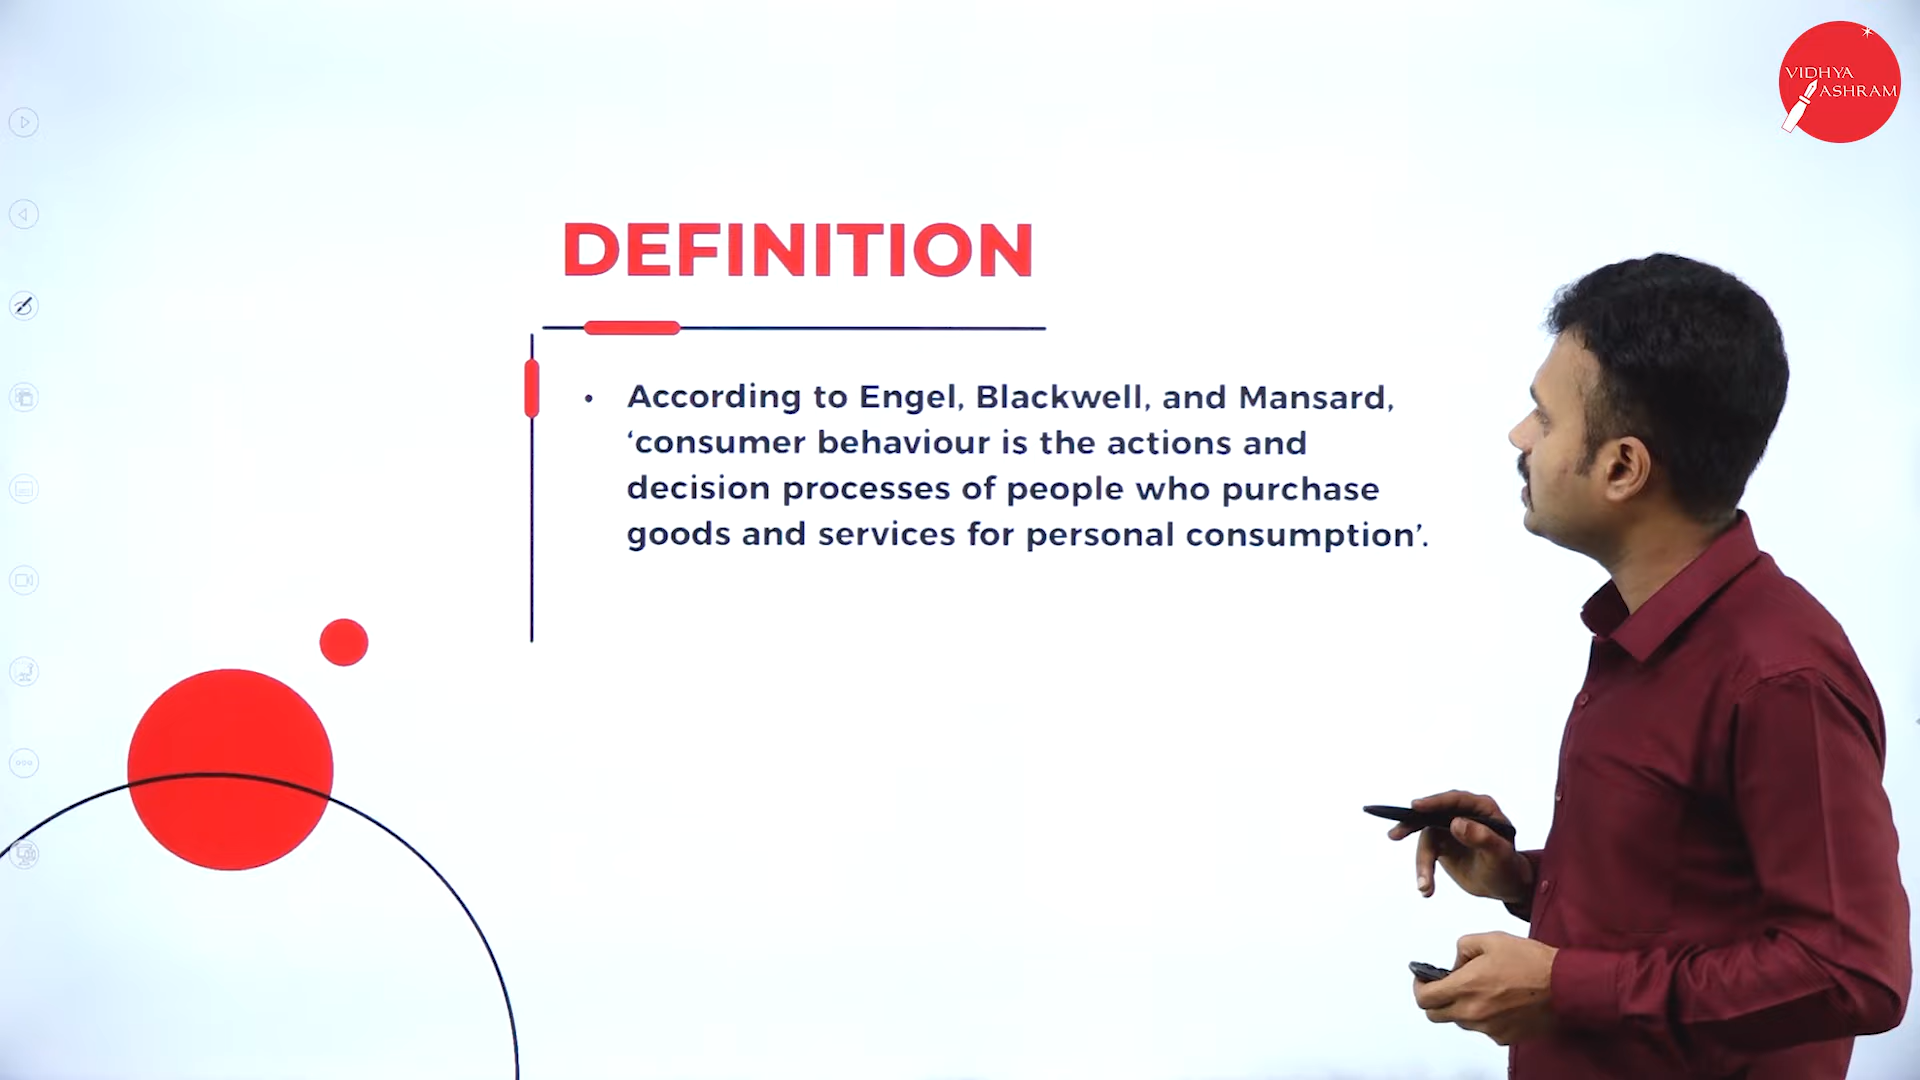 VIDHYA
ASHRAM
DEFINITION
• According to Engel, Blackwell, and Mansard,
‘consumer behaviour is the actions and
decision processes of people who purchase
goods and services for personal consumption’.